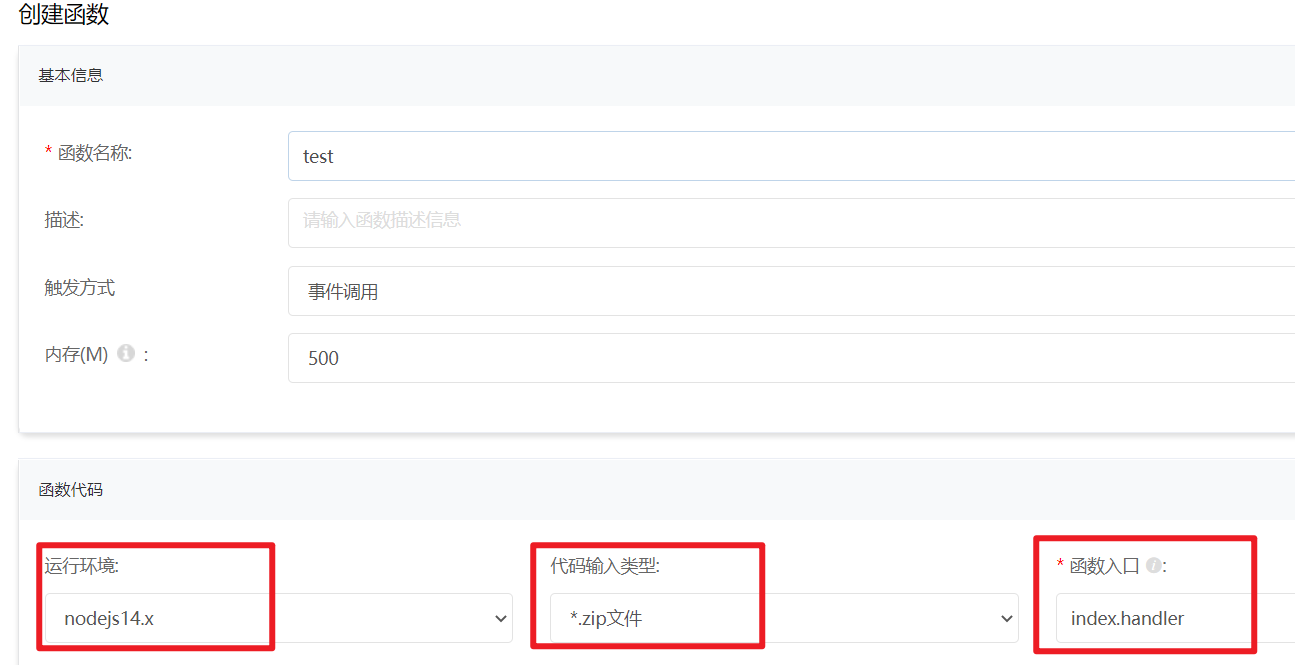 创建函数
基本信息
* 函数名称:
test
描述:
请输入函数描述信息
触发方式
事件调用
内存(M) :
500
函数代码
运行环境: 代码输入类型: * 函数入口 :
nodejs14.x *.zip文件 index.handler